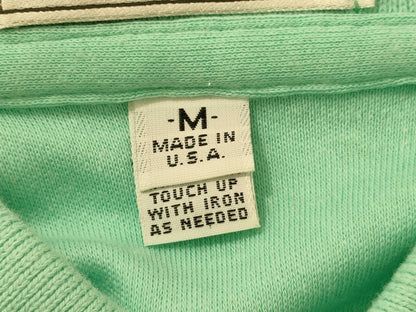 -M-
MADE IN
U.S.A.
TOUCH UP
WITH IRON
AS NEEDED